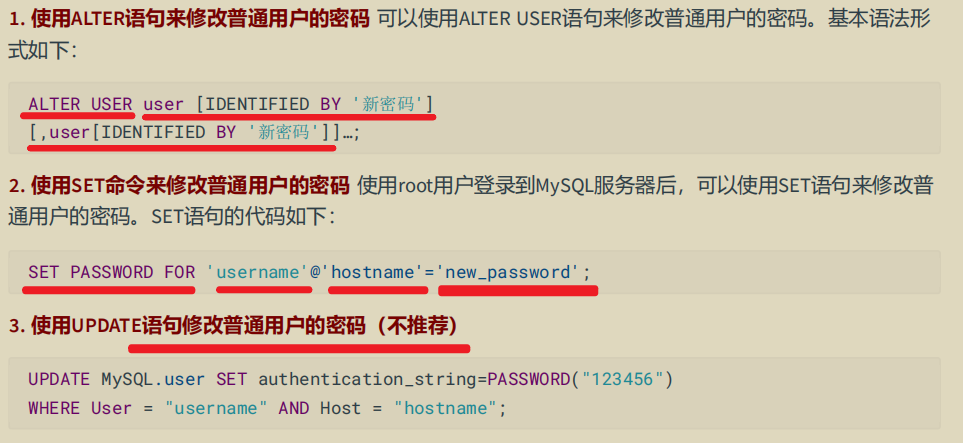 1. 使用ALTER语句来修改普通用户的密码 可以使用ALTER USER语句来修改普通用户的密码。基本语法形
式如下：
ALTER USER user [IDENTIFIED BY '新密码']
[,user[IDENTIFIED BY '新密码']]…;
2. 使用SET命令来修改普通用户的密码 使用root用户登录到MySQL服务器后，可以使用SET语句来修改普
通用户的密码。SET语句的代码如下：
SET PASSWORD FOR 'username'@'hostname'='new_password';
3. 使用UPDATE语句修改普通用户的密码（不推荐）
UPDATE MySQL.user SET authentication_string=PASSWORD("123456")
WHERE User = "username" AND Host = "hostname";